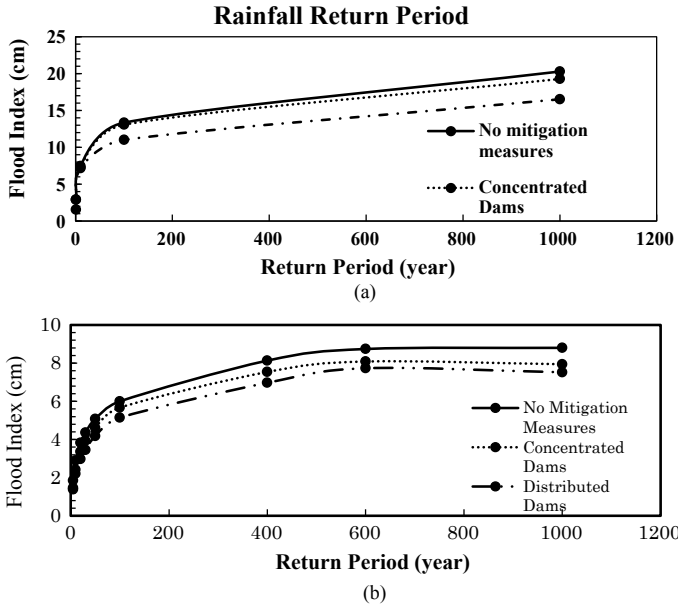 Rainfall Return Period
Flood Index (cm)
25
20
15
10
5
0
0
200
400
600
800
1000
1200
No mitigation
measures
Concentrated
Dams
Return Period (year)
(a)
Flood Index (cm)
10
8
6
4
2
0
0
200
400
600
800
1000
1200
No Mitigation
Measures
Concentrated
Dams
Distributed
Dams
Return Period (year)
(b)